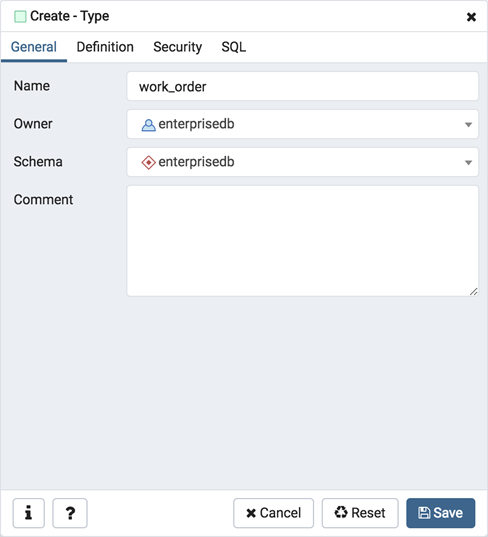 Create - Type
General Definition Security SQL
Name work_order
Owner enterprisedb
Schema enterprisedb
Comment
i ? Cancel Reset Save